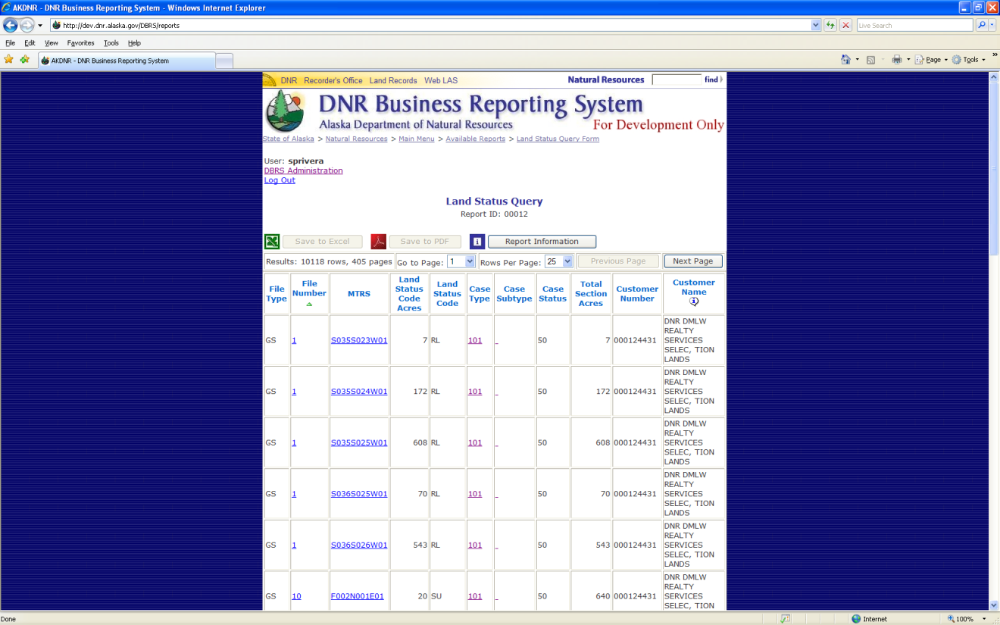 AKDNR - DNR Business Reporting System - Windows Internet Explorer
http://dev.dnr.alaska.gov/DBRS/reports
Live Search
File Edit View Favorites Tools Help
AKDNR - DNR Business Reporting System
Page Tools
DNR Recorder's Office Land Records Web LAS Natural Resources find
DNR Business Reporting System
Alaska Department of Natural Resources
For Development Only
State of Alaska > Natural Resources > Main Menu > Available Reports > Land Status Query Form
User: sprivera
DBRS Administration
Log Out
Land Status Query
Report ID: 00012
Save to Excel Save to PDF i Report Information
Results: 10118 rows, 405 pages Go to Page: 1 Rows Per Page: 25 Previous Page Next Page
File Type File Number MTRS Land Status Code Acres Land Status Code Case Type Case Subtype Case Status Total Section Acres Customer Number Customer Name
GS 1 S035S023W01 7 RL 101 _ 50 7 000124431 DNR DMLW REALTY SERVICES SELEC, TION LANDS
GS 1 S035S024W01 172 RL 101 _ 50 172 000124431 DNR DMLW REALTY SERVICES SELEC, TION LANDS
GS 1 S035S025W01 608 RL 101 _ 50 608 000124431 DNR DMLW REALTY SERVICES SELEC, TION LANDS
GS 1 S036S025W01 70 RL 101 _ 50 70 000124431 DNR DMLW REALTY SERVICES SELEC, TION LANDS
GS 1 S036S026W01 543 RL 101 _ 50 543 000124431 DNR DMLW REALTY SERVICES SELEC, TION LANDS
GS 10 F002N001E01 20 SU 101 _ 50 640 000124431 DNR DMLW REALTY SERVICES SELEC, TION
Done Internet 100%